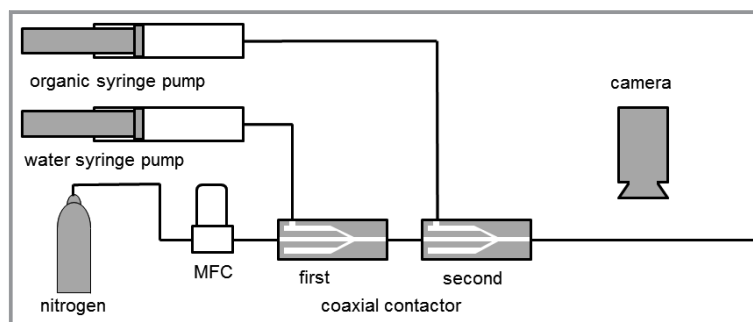 organic syringe pump
camera
water syringe pump
MFC
first
second
nitrogen
coaxial contactor